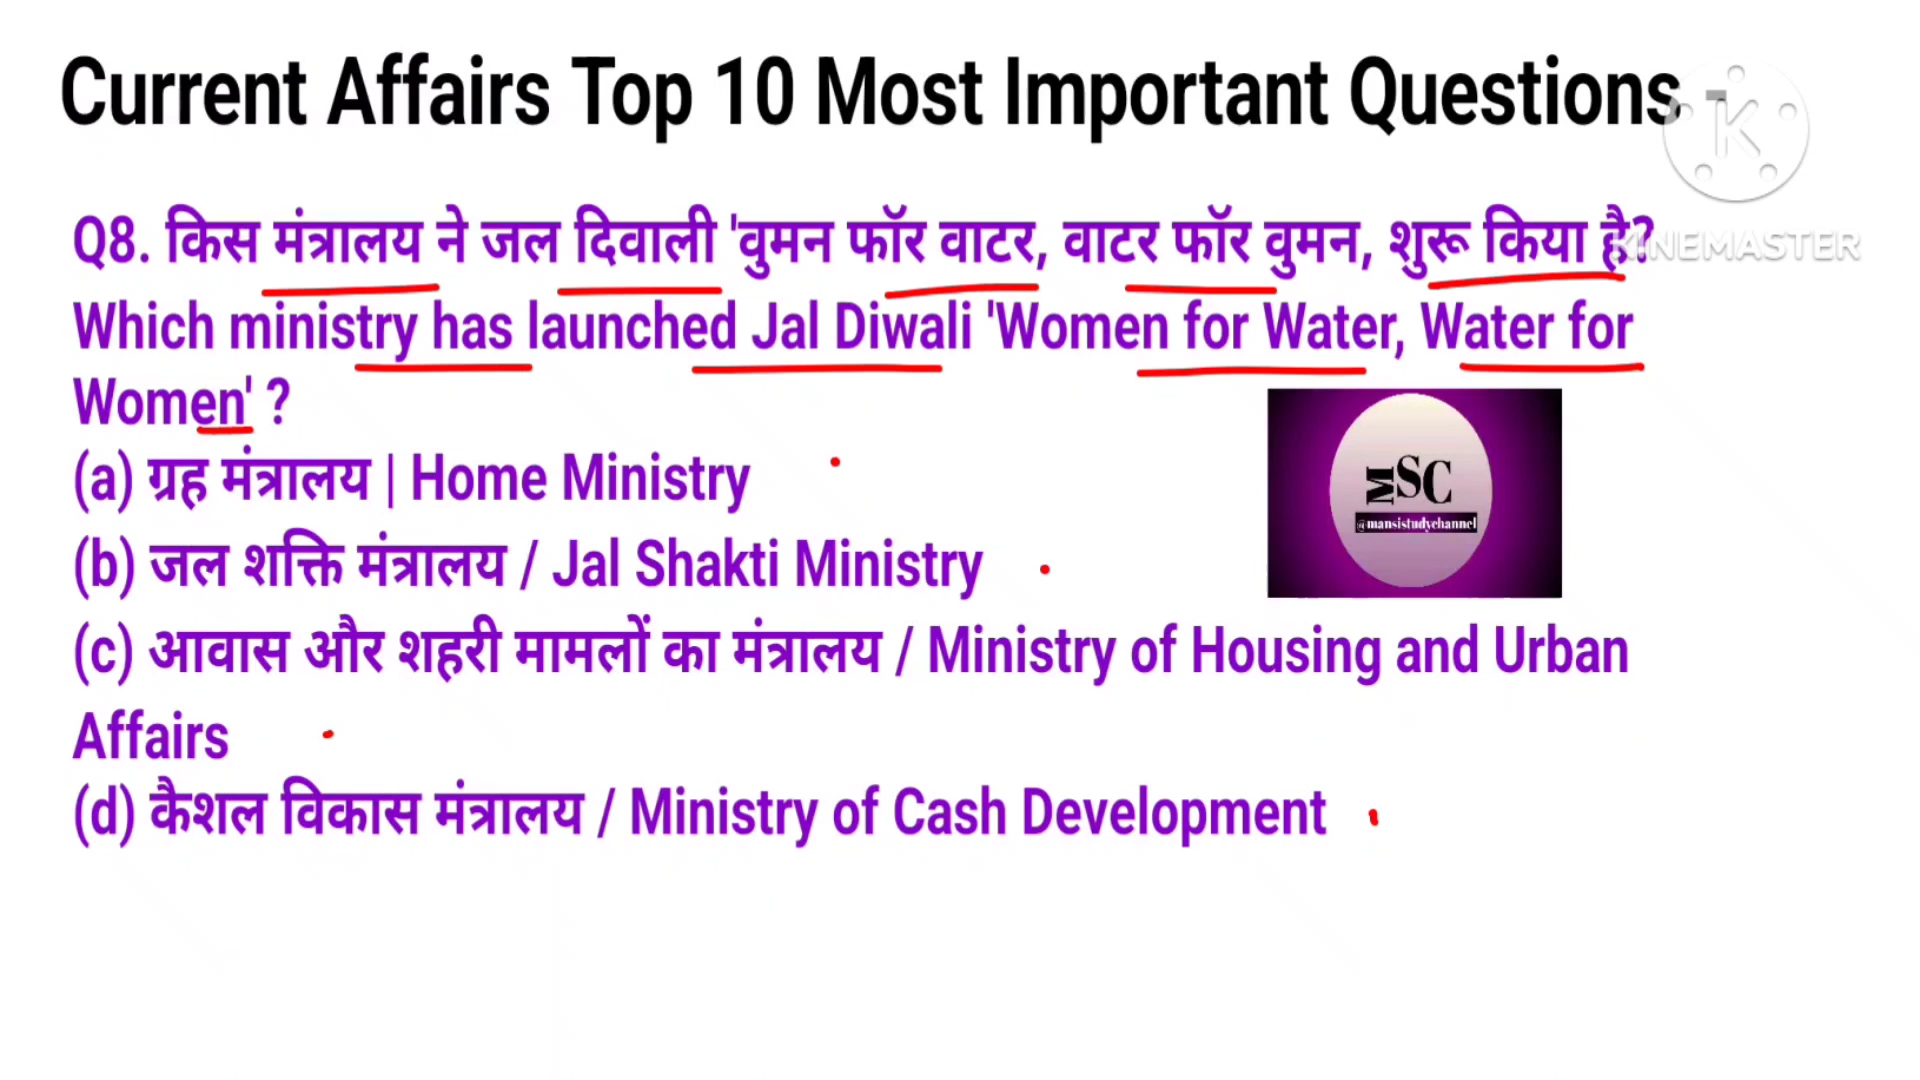 Current Affairs Top 10 Most Important Questions -
KINEMASTER
Q8. किस मंत्रालय ने जल दिवाली 'वुमन फॉर वाटर, वाटर फॉर वुमन, शुरू किया है?
Which ministry has launched Jal Diwali 'Women for Water, Water for
Women' ?
(a) ग्रह मंत्रालय | Home Ministry
MSC
@mansistudychannel
(b) जल शक्ति मंत्रालय / Jal Shakti Ministry
(c) आवास और शहरी मामलों का मंत्रालय / Ministry of Housing and Urban
Affairs
(d) कैशल विकास मंत्रालय / Ministry of Cash Development